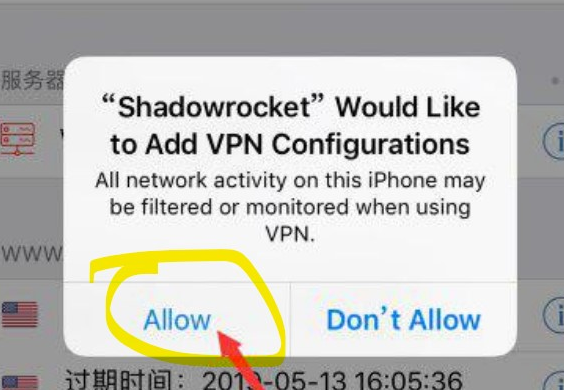 服务器
“Shadowrocket” Would Like
to Add VPN Configurations
All network activity on this iPhone may
be filtered or monitored when using
VPN.
WWW
Allow
Don’t Allow
过期时间：2019-05-13 16:05:36